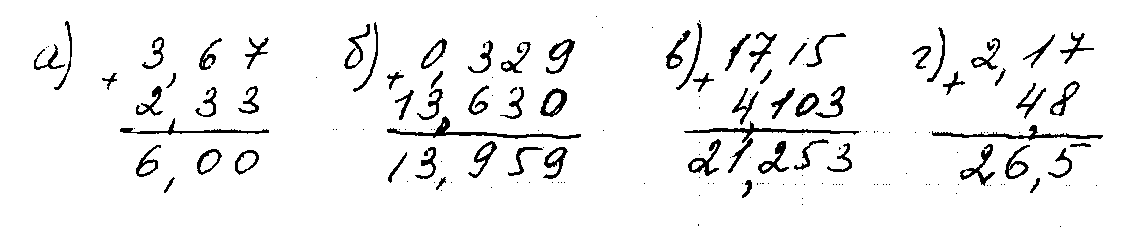 а) + 3,67 б) + 0,329 в) + 17,15 г) + 2,17
2,33 13,630 4,103 48
6,00 13,959 21,253 26,5